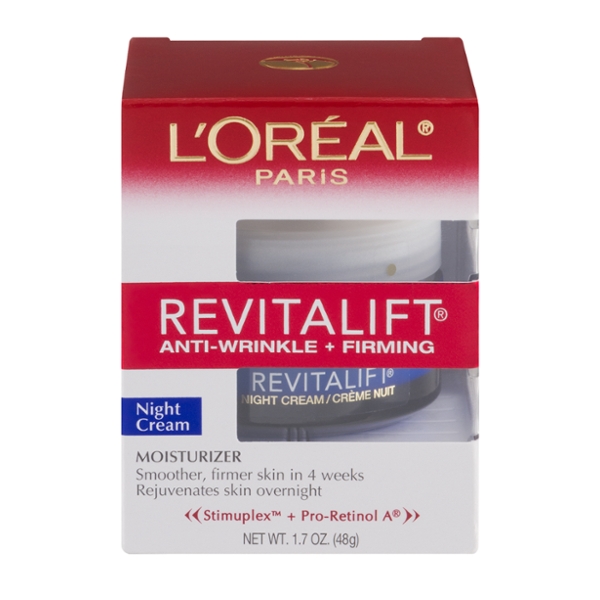 L'ORÉAL®
PARiS
REVITALIFT®
ANTI-WRINKLE + FIRMING
REVITALIFT®
NIGHT CREAM/CRÈME NUIT
Night
Cream
MOISTURIZER
Smoother, firmer skin in 4 weeks
Rejuvenates skin overnight
Stimuplex™ + Pro-Retinol A®
NET WT. 1.7 OZ. (48g)